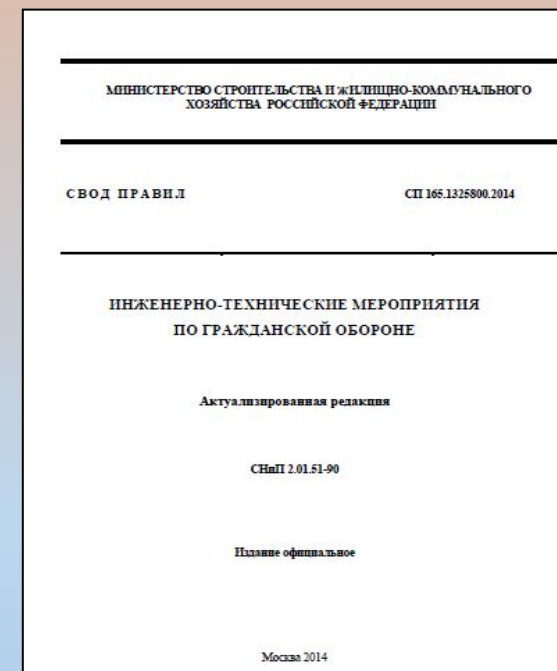 МИНИСТЕРСТВО СТРОИТЕЛЬСТВА И ЖИЛИЩНО-КОММУНАЛЬНОГО
ХОЗЯЙСТВА РОССИЙСКОЙ ФЕДЕРАЦИИ
СВОД ПРАВИЛ СП 165.1325800.2014
ИНЖЕНЕРНО-ТЕХНИЧЕСКИЕ МЕРОПРИЯТИЯ
ПО ГРАЖДАНСКОЙ ОБОРОНЕ
Актуализированная редакция
СНиП 2.01.51-90
Издание официальное
Москва 2014